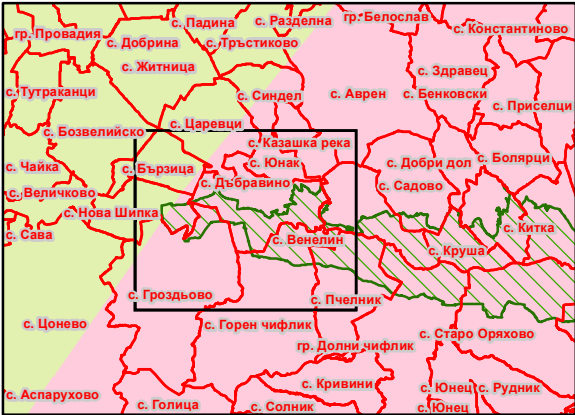 гр. Белослав
с. Падина
с. Разделна
гр. Провадия
с. Константиново
с. Добрина
с. Тръстиково
с. Житница
с. Здравец
с. Тутраканци
с. Синдел
с. Аврен
с. Бенковски
с. Приселци
с. Царевци
с. Бозвелийско
с. Казашка река
с. Болярци
с. Чайка
с. Бързица
с. Юнак
с. Добри дол
с. Дъбравино
с. Садово
с. Величково
с. Нова Шипка
с. Китка
с. Сава
с. Венелин
с. Круша
с. Гроздьово
с. Пчелник
с. Цонево
с. Горен чифлик
с. Старо Оряхово
гр. Долни чифлик
с. Кривини
с. Юнец
с. Рудник
с. Аспарухово
с. Голица
с. Солник
с. Юнец